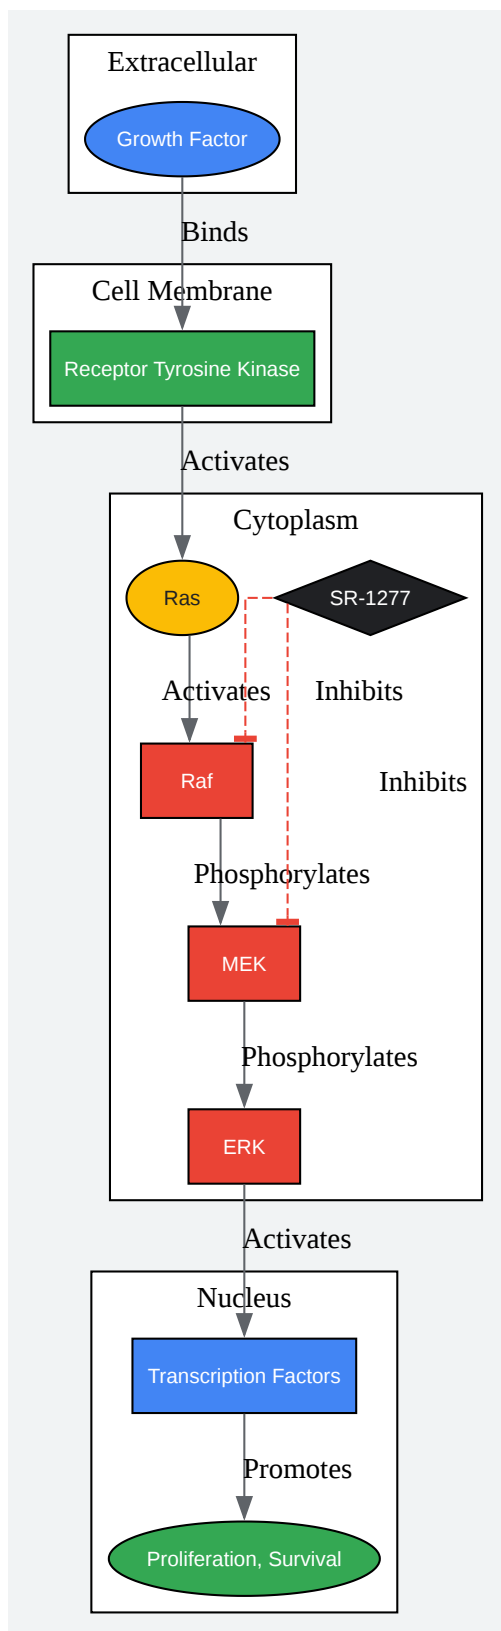 Extracellular
Growth Factor
Binds
Cell Membrane
Receptor Tyrosine Kinase
Activates
Cytoplasm
Ras
SR-1277
Activates
Inhibits
Raf
Inhibits
Phosphorylates
MEK
Phosphorylates
ERK
Activates
Nucleus
Transcription Factors
Promotes
Proliferation, Survival